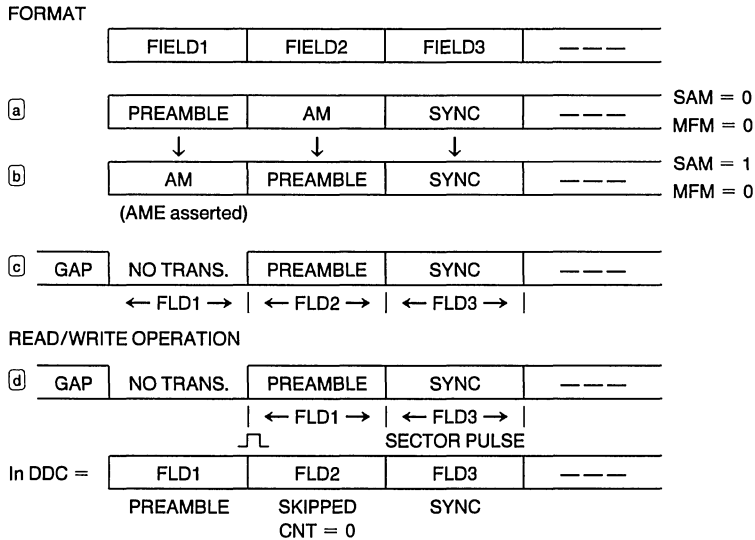 FORMAT
FIELD1 FIELD2 FIELD3 — — —
a PREAMBLE AM SYNC — — — SAM = 0
MFM = 0
↓ ↓ ↓
b AM PREAMBLE SYNC — — — SAM = 1
MFM = 0
(AME asserted)
c GAP NO TRANS. PREAMBLE SYNC — — —
← FLD1 → | ← FLD2 → | ← FLD3 → |
READ/WRITE OPERATION
d GAP NO TRANS. PREAMBLE SYNC — — —
| ← FLD1 → | ← FLD3 → |
SECTOR PULSE
In DDC = FLD1 FLD2 FLD3 — — —
PREAMBLE SKIPPED SYNC
CNT = 0